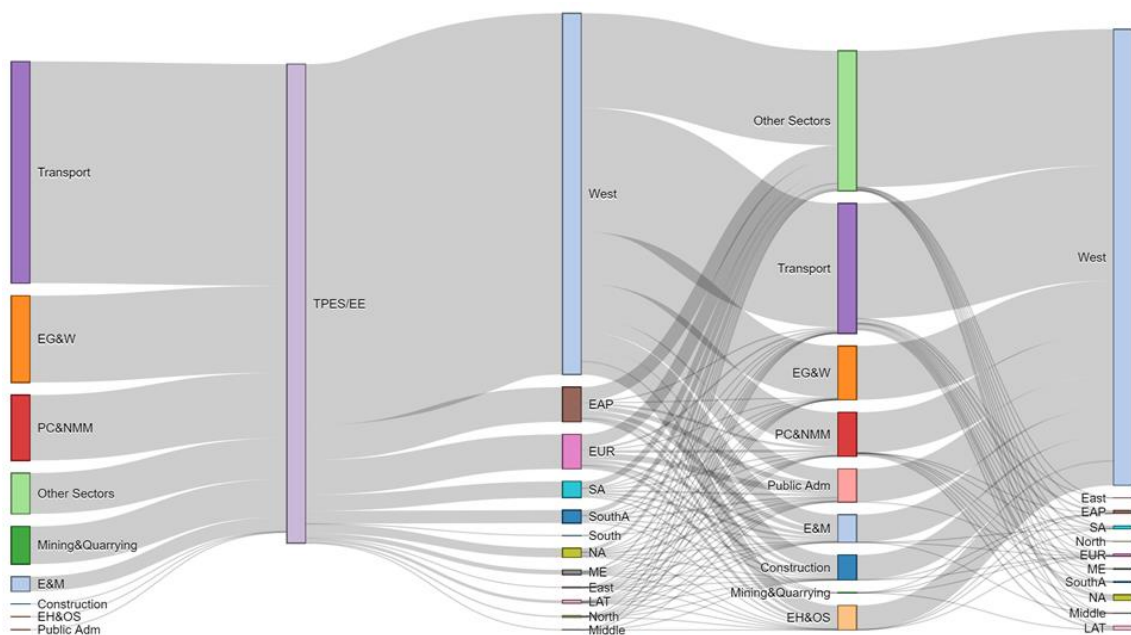 Transport
EG&W
PC&NMM
Other Sectors
Mining&Quarrying
E&M
Construction
EH&OS
Public Adm
TPES/EE
West
EAP
EUR
SA
SouthA
South
NA
ME
East
LAT
North
Middle
Other Sectors
Transport
EG&W
PC&NMM
Public Adm
E&M
Construction
Mining&Quarrying
EH&OS
West
East
EAP
SA
North
EUR
ME
SouthA
NA
Middle
LAT